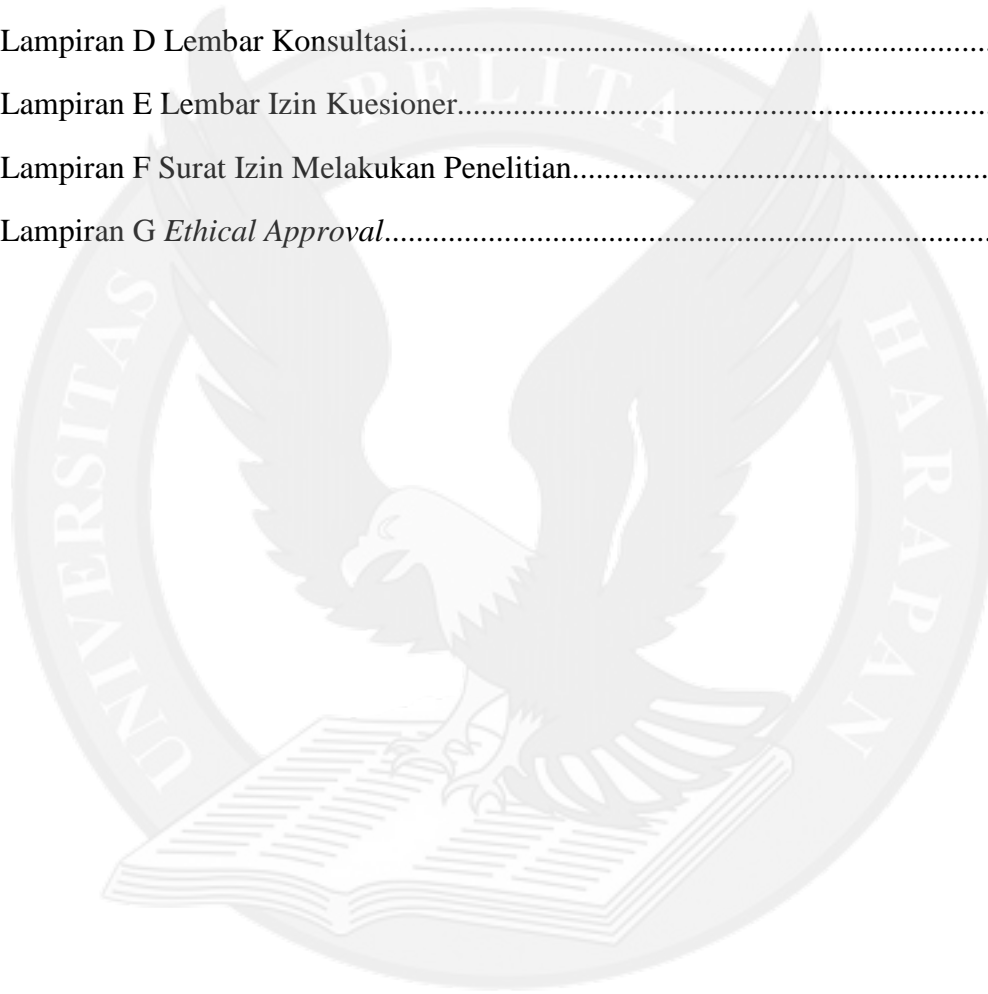 Lampiran D Lembar Konsultasi..........................................................................
Lampiran E Lembar Izin Kuesioner....................................................................
Lampiran F Surat Izin Melakukan Penelitian.....................................................
Lampiran G Ethical Approval.............................................................................
UNIVERSITAS PELITA HARAPAN